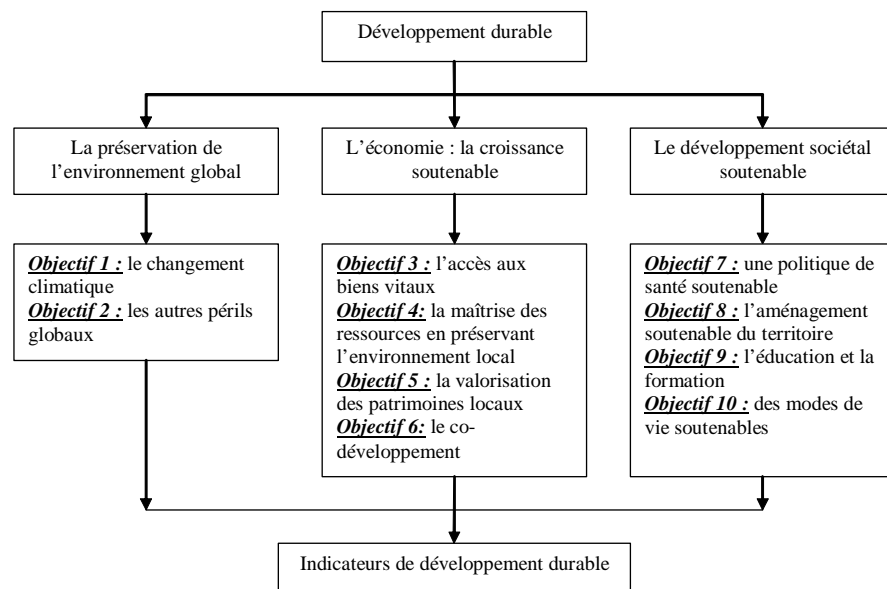 Développement durable
La préservation de
l'environnement global
L'économie : la croissance
soutenable
Le développement sociétal
soutenable
Objectif 1 : le changement
climatique
Objectif 2 : les autres périls
globaux
Objectif 3 : l'accès aux
biens vitaux
Objectif 4: la maîtrise des
ressources en préservant
l'environnement local
Objectif 5 : la valorisation
des patrimoines locaux
Objectif 6: le co-
développement
Objectif 7 : une politique de
santé soutenable
Objectif 8 : l'aménagement
soutenable du territoire
Objectif 9 : l'éducation et la
formation
Objectif 10 : des modes de
vie soutenables
Indicateurs de développement durable